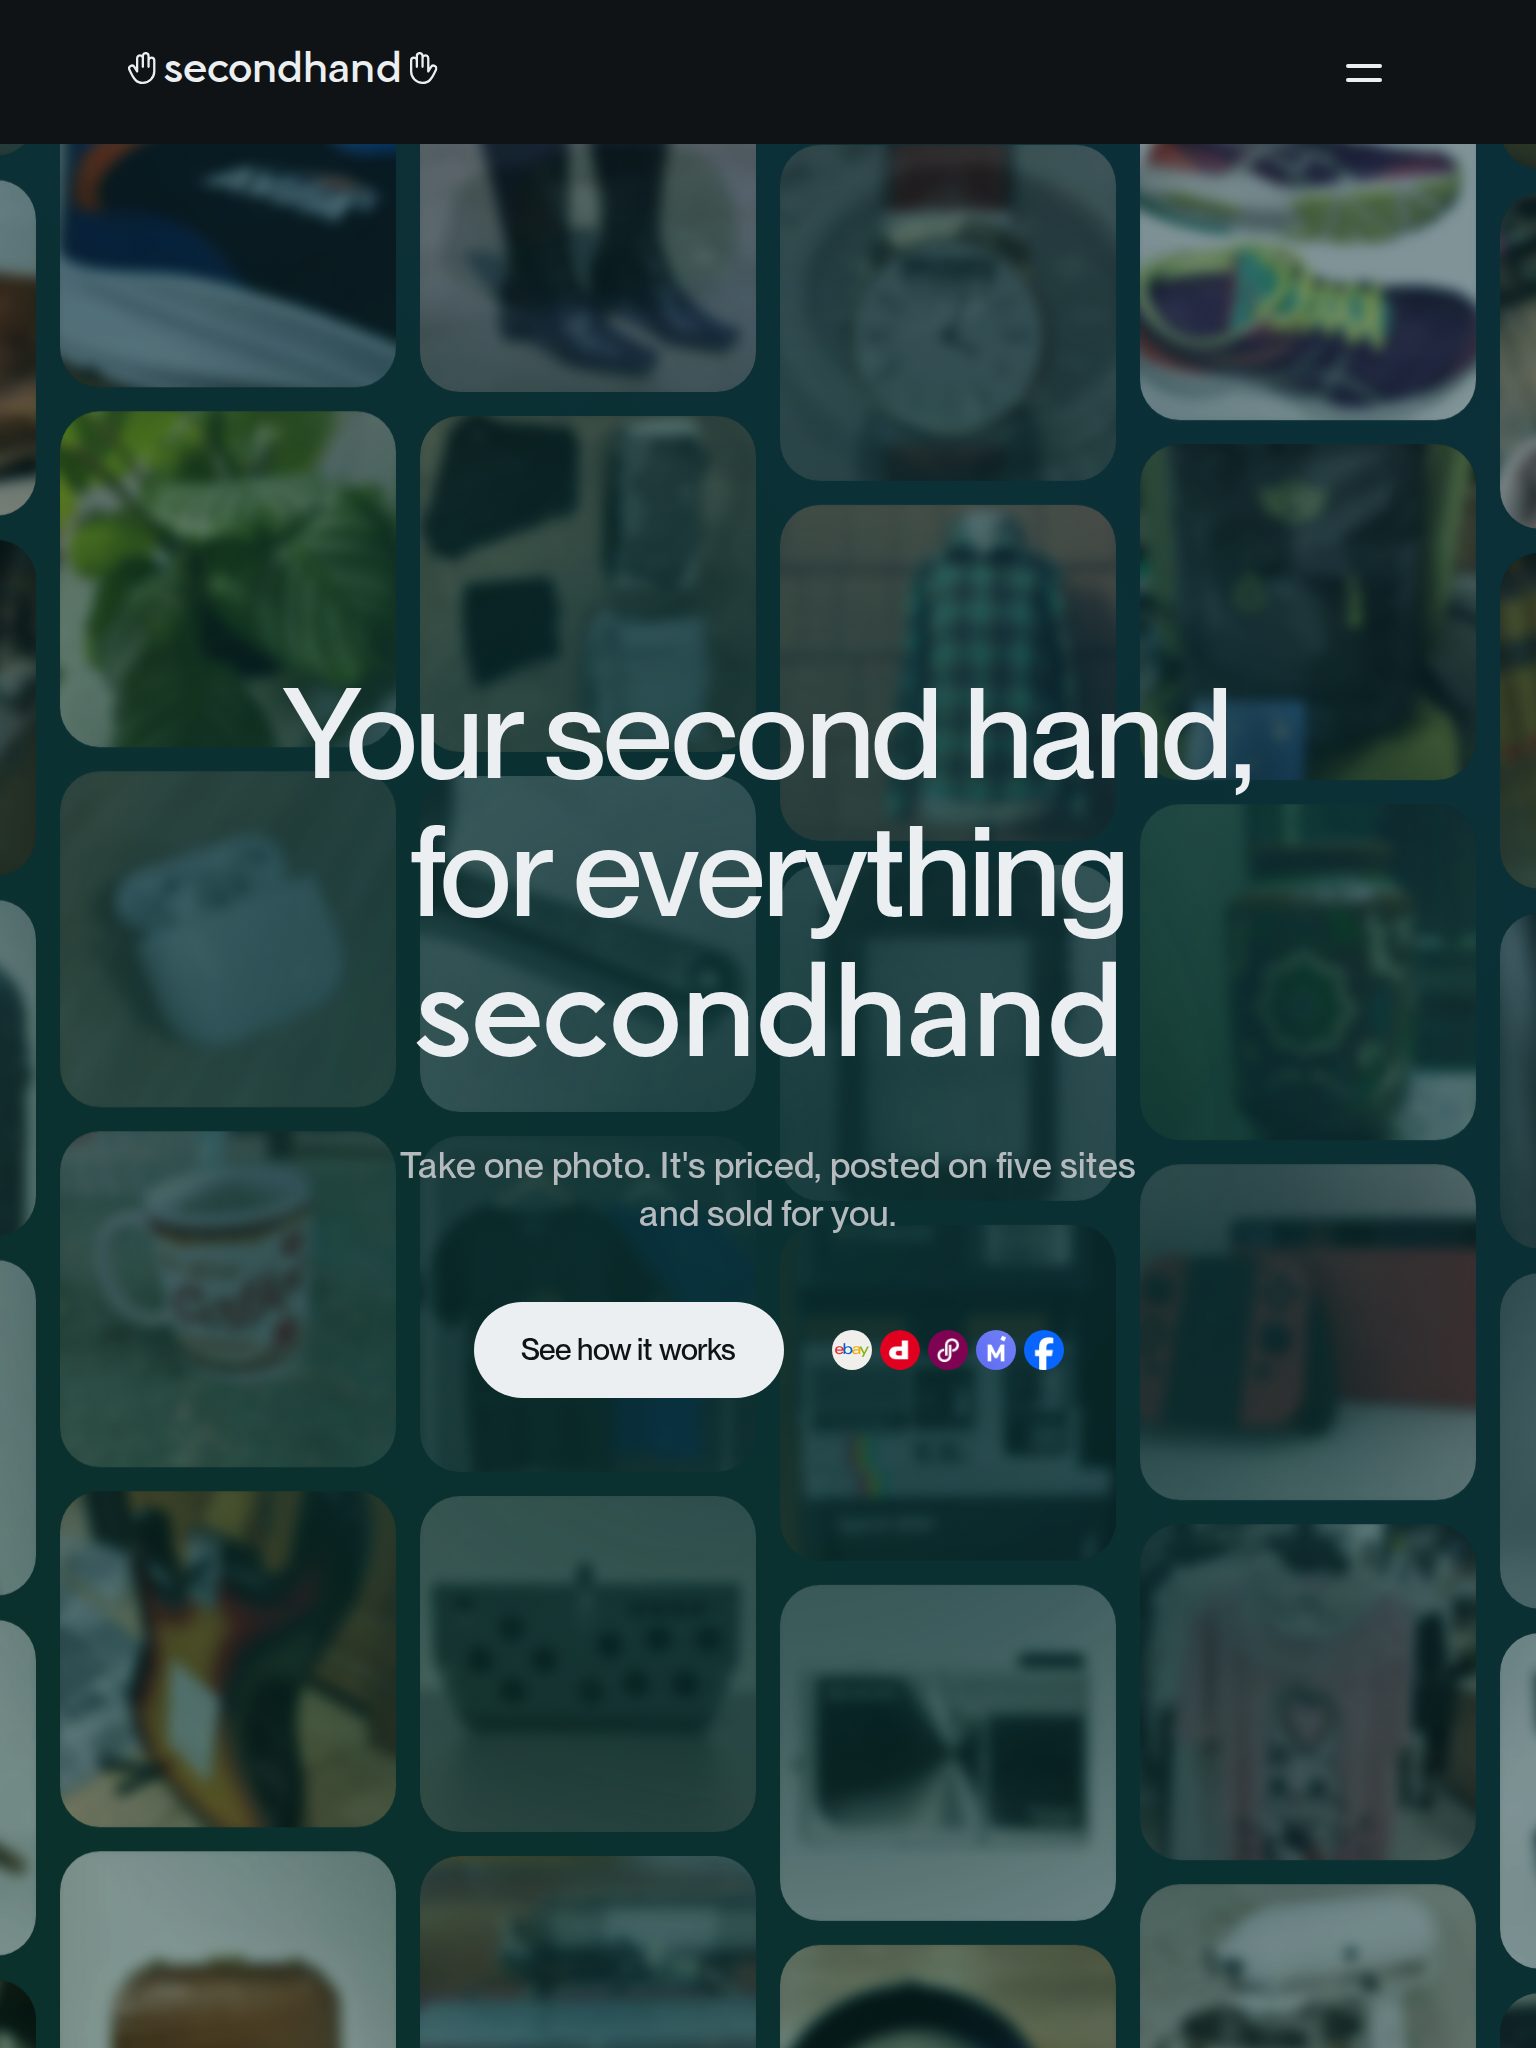 secondhand
Your second hand,
for everything
secondhand
Take one photo. It's priced, posted on five sites
and sold for you.
See how it works
ebay